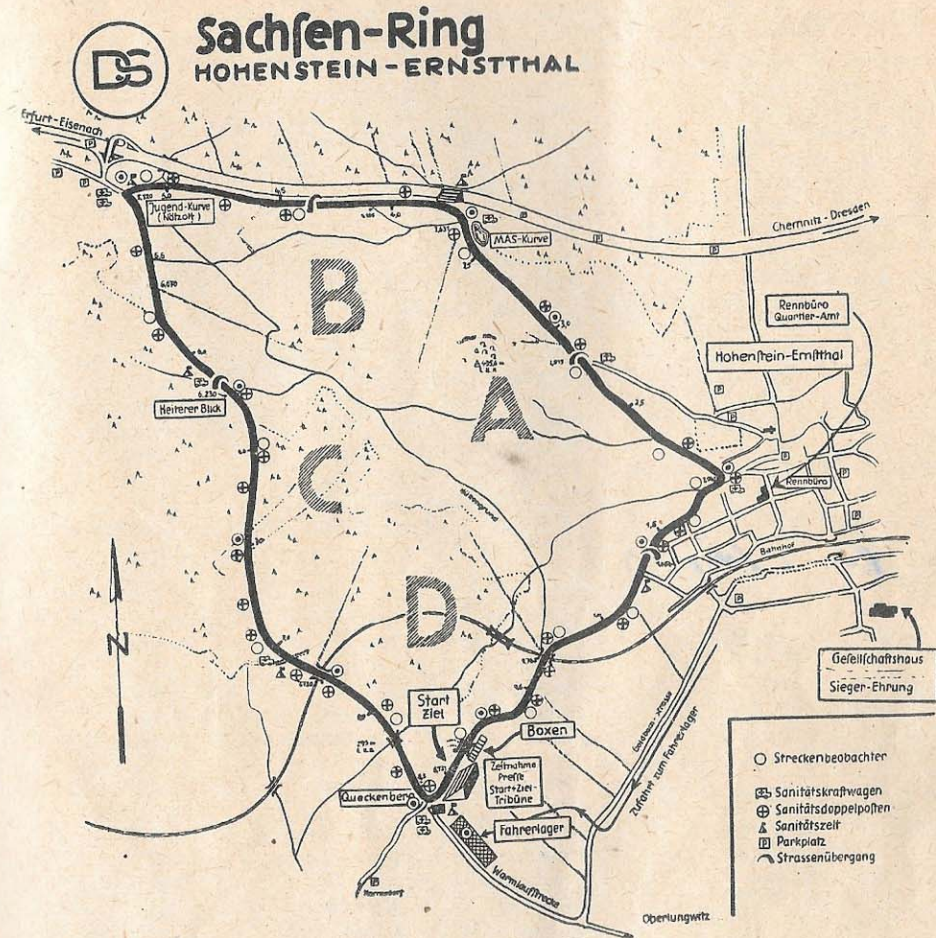 DS
Sachſen-Ring
HOHENSTEIN-ERNSTTHAL
Erfurt-Eisenach
Jugend-Kurve
(Nötzolt)
MAS-Kurve
Chemnitz-Dresden
Rennbüro
Quartier-Amt
Hohenſtein-Ernſtthal
Heiterer Blick
B
A
C
D
Rennbüro
Bahnhof
Geſellſchaftshaus
Sieger-Ehrung
Start
Ziel
Boxen
Zeitnahme
Preſſe
Start+Ziel-
Tribüne
Queckenberg
Fahrerlager
Zufahrt zum Fahrerlager
Warmlaufſtrecke
Oberlungwitz
N
Streckenbeobachter
Sanitätskraftwagen
Sanitätsdoppelpoſten
Sanitätszelt
P Parkplatz
Strassenübergang